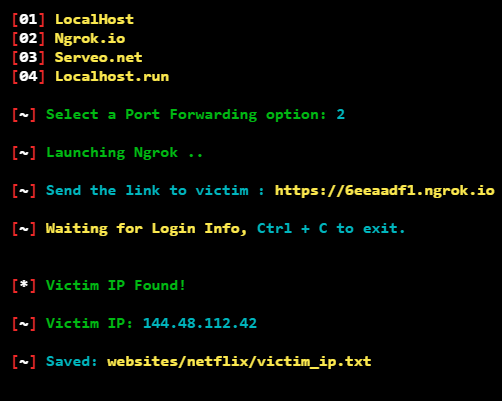 [01] LocalHost
[02] Ngrok.io
[03] Serveo.net
[04] Localhost.run
[~] Select a Port Forwarding option: 2
[~] Launching Ngrok ..
[~] Send the link to victim : https://6eeaadf1.ngrok.io
[~] Waiting for Login Info, Ctrl + C to exit.
[*] Victim IP Found!
[~] Victim IP: 144.48.112.42
[~] Saved: websites/netflix/victim_ip.txt